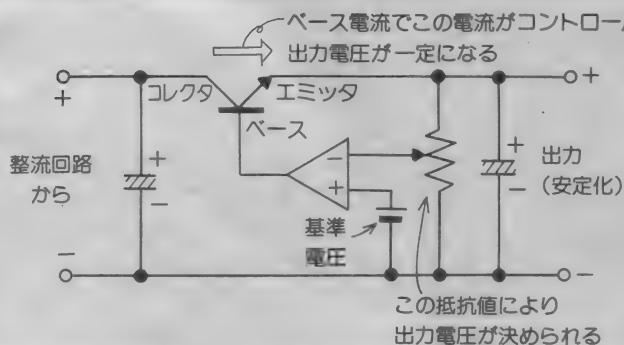 ベース電流でこの電流がコントロール
出力電圧が一定になる
+
コレクタ
エミッタ
+
+
ベース
整流回路
から
+
−
−
+
+
−
出力
(安定化)
基準
電圧
−
−
この抵抗値により
出力電圧が決められる